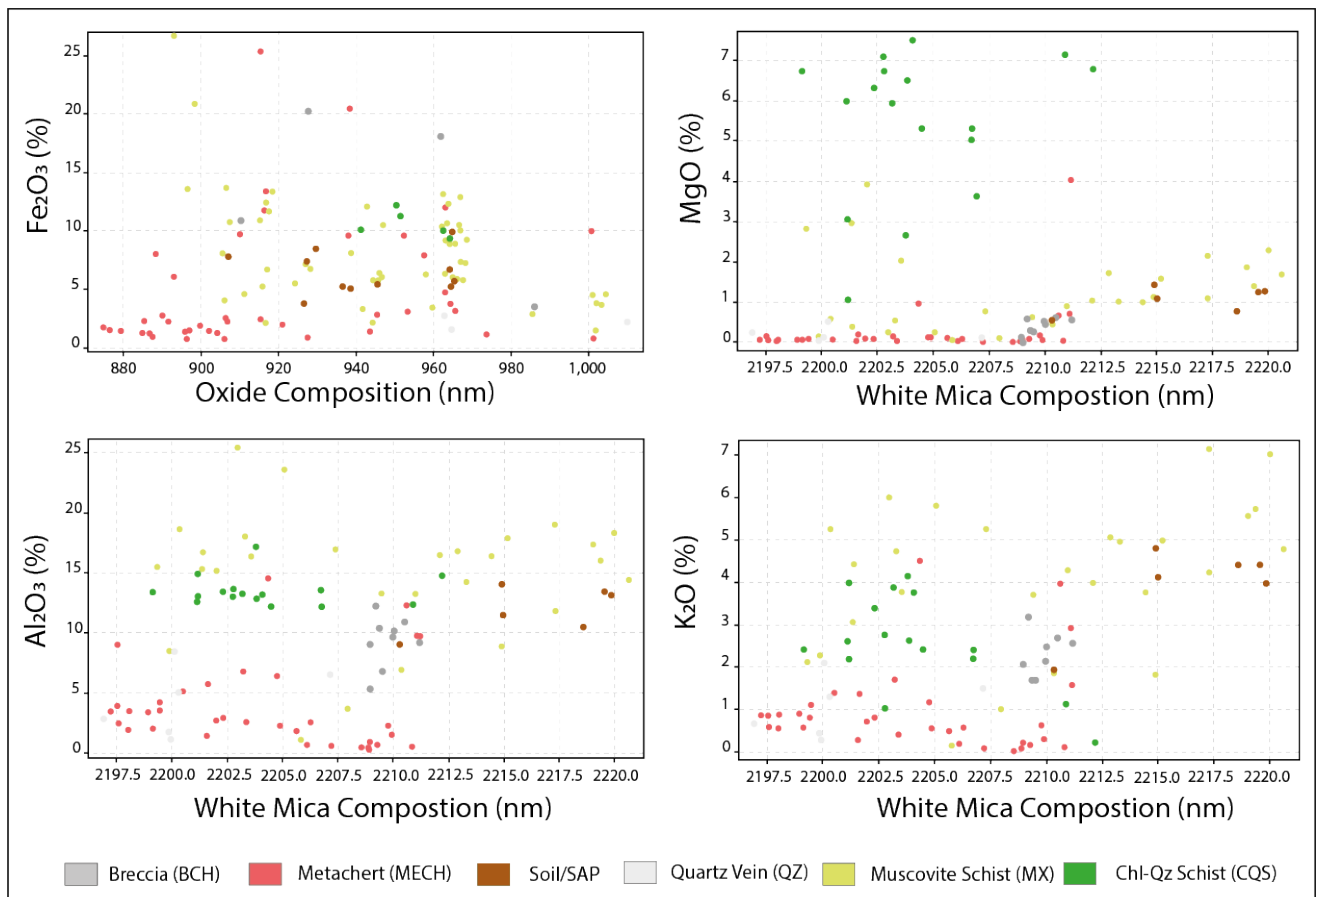 25
20
15
10
5
0
Fe₂O₃ (%)
880 900 920 940 960 980 1,000
Oxide Composition (nm)
7
6
5
4
3
2
1
0
MgO (%)
2197.5 2200.0 2202.5 2205.0 2207.5 2210.0 2212.5 2215.0 2217.5 2220.0
White Mica Compostion (nm)
25
20
15
10
5
0
Al₂O₃ (%)
2197.5 2200.0 2202.5 2205.0 2207.5 2210.0 2212.5 2215.0 2217.5 2220.0
White Mica Compostion (nm)
7
6
5
4
3
2
1
0
K₂O (%)
2197.5 2200.0 2202.5 2205.0 2207.5 2210.0 2212.5 2215.0 2217.5 2220.0
White Mica Compostion (nm)
Breccia (BCH) Metachert (MECH) Soil/SAP Quartz Vein (QZ) Muscovite Schist (MX) Chl-Qz Schist (CQS)